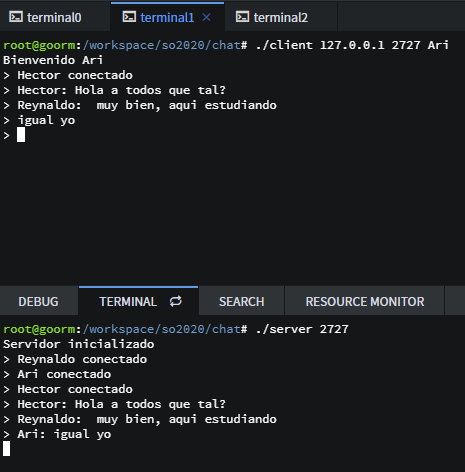 terminal0 terminal1 × terminal2
root@goorm:/workspace/so2020/chat# ./client 127.0.0.1 2727 Ari
Bienvenido Ari
> Hector conectado
> Hector: Hola a todos que tal?
> Reynaldo:  muy bien, aqui estudiando
> igual yo
>
DEBUG TERMINAL SEARCH RESOURCE MONITOR
root@goorm:/workspace/so2020/chat# ./server 2727
Servidor inicializado
> Reynaldo conectado
> Ari conectado
> Hector conectado
> Hector: Hola a todos que tal?
> Reynaldo:  muy bien, aqui estudiando
> Ari: igual yo